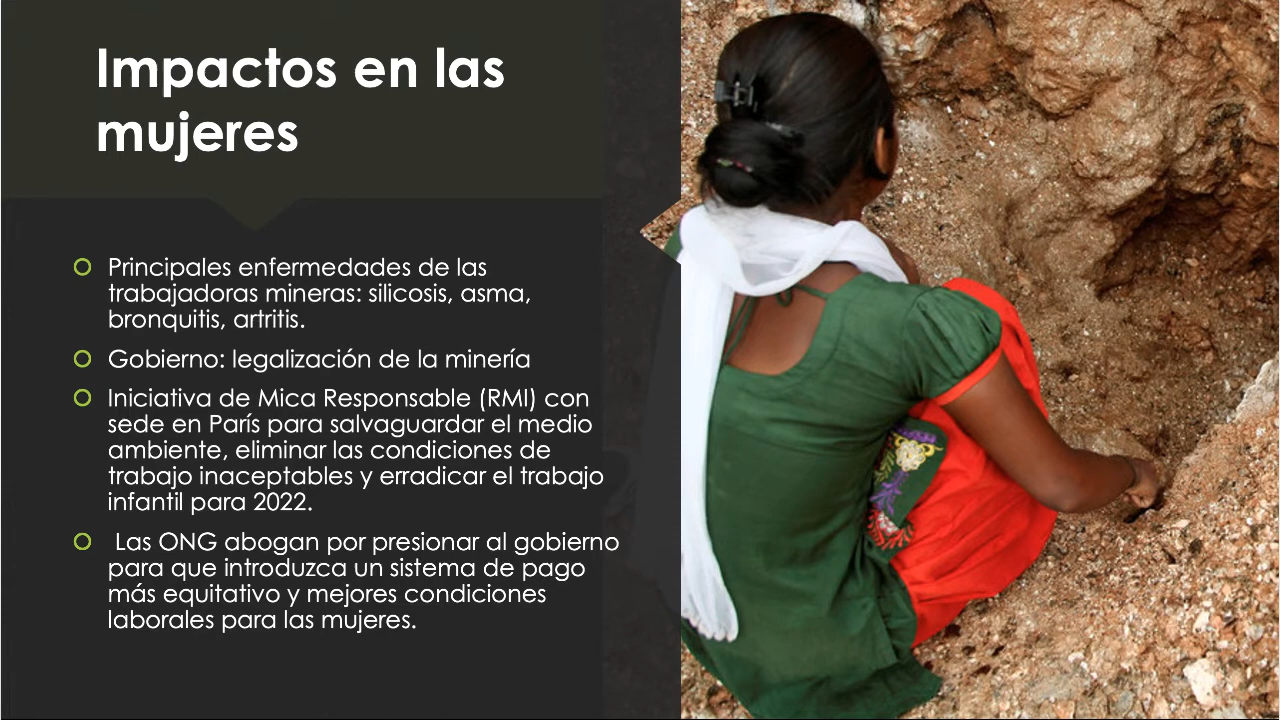 Impactos en las
mujeres
Principales enfermedades de las
trabajadoras mineras: silicosis, asma,
bronquitis, artritis.
Gobierno: legalización de la minería
Iniciativa de Mica Responsable (RMI) con
sede en París para salvaguardar el medio
ambiente, eliminar las condiciones de
trabajo inaceptables y erradicar el trabajo
infantil para 2022.
Las ONG abogan por presionar al gobierno
para que introduzca un sistema de pago
más equitativo y mejores condiciones
laborales para las mujeres.